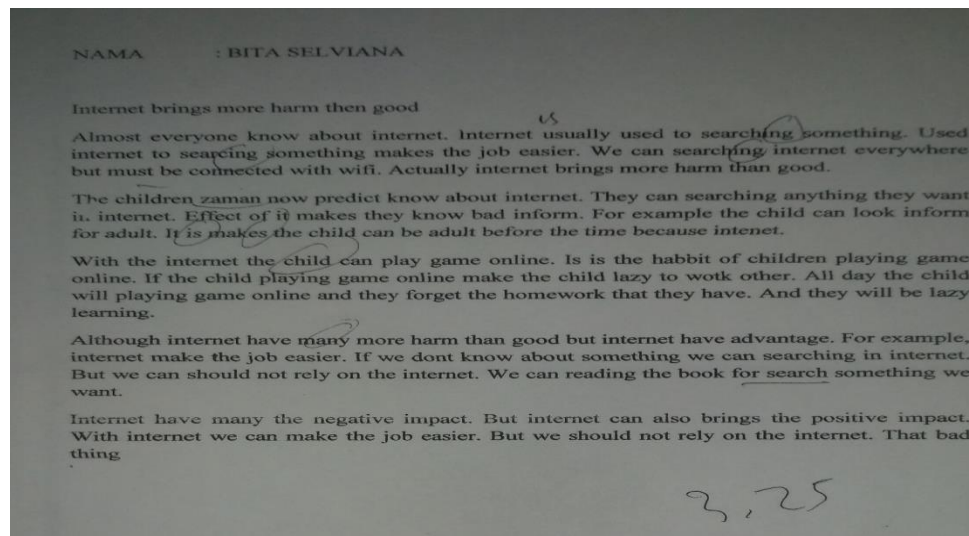 NAMA : BITA SELVIANA
Internet brings more harm then good
us
Almost everyone know about internet. Internet usually used to searching something. Used
internet to searcing something makes the job easier. We can searching internet everywhere
but must be connected with wifi. Actually internet brings more harm than good.
The children zaman now predict know about internet. They can searching anything they want
in internet. Effect of it makes they know bad inform. For example the child can look inform
for adult. It is makes the child can be adult before the time because intenet.
With the internet the child can play game online. Is is the habbit of children playing game
online. If the child playing game online make the child lazy to wotk other. All day the child
will playing game online and they forget the homework that they have. And they will be lazy
learning.
Although internet have many more harm than good but internet have advantage. For example,
internet make the job easier. If we dont know about something we can searching in internet.
But we can should not rely on the internet. We can reading the book for search something we
want.
Internet have many the negative impact. But internet can also brings the positive impact.
With internet we can make the job easier. But we should not rely on the internet. That bad
thing
3,25